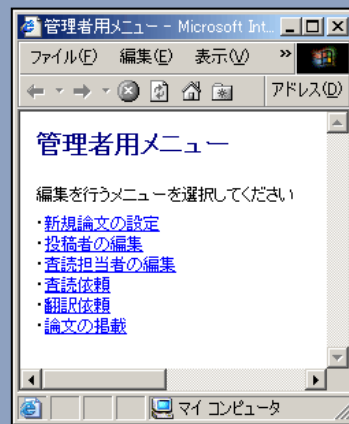 管理者用メニュー - Microsoft Int...
ファイル(F) 編集(E) 表示(V) »
アドレス(D)
管理者用メニュー
編集を行うメニューを選択してください
・新規論文の設定
・投稿者の編集
・査読担当者の編集
・査読依頼
・翻訳依頼
・論文の掲載
マイ コンピュータ